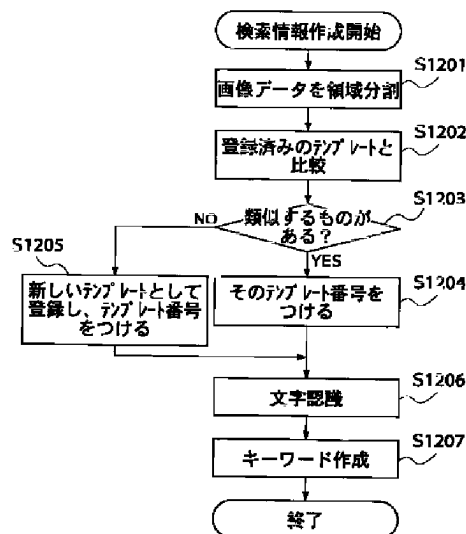 検索情報作成開始
S1201
画像データを領域分割
S1202
登録済みのテンプレートと
比較
S1203
類似するものが
ある？
NO
YES
S1205
新しいテンプレートとして
登録し、テンプレート番号
をつける
S1204
そのテンプレート番号を
つける
S1206
文字認識
S1207
キーワード作成
終了